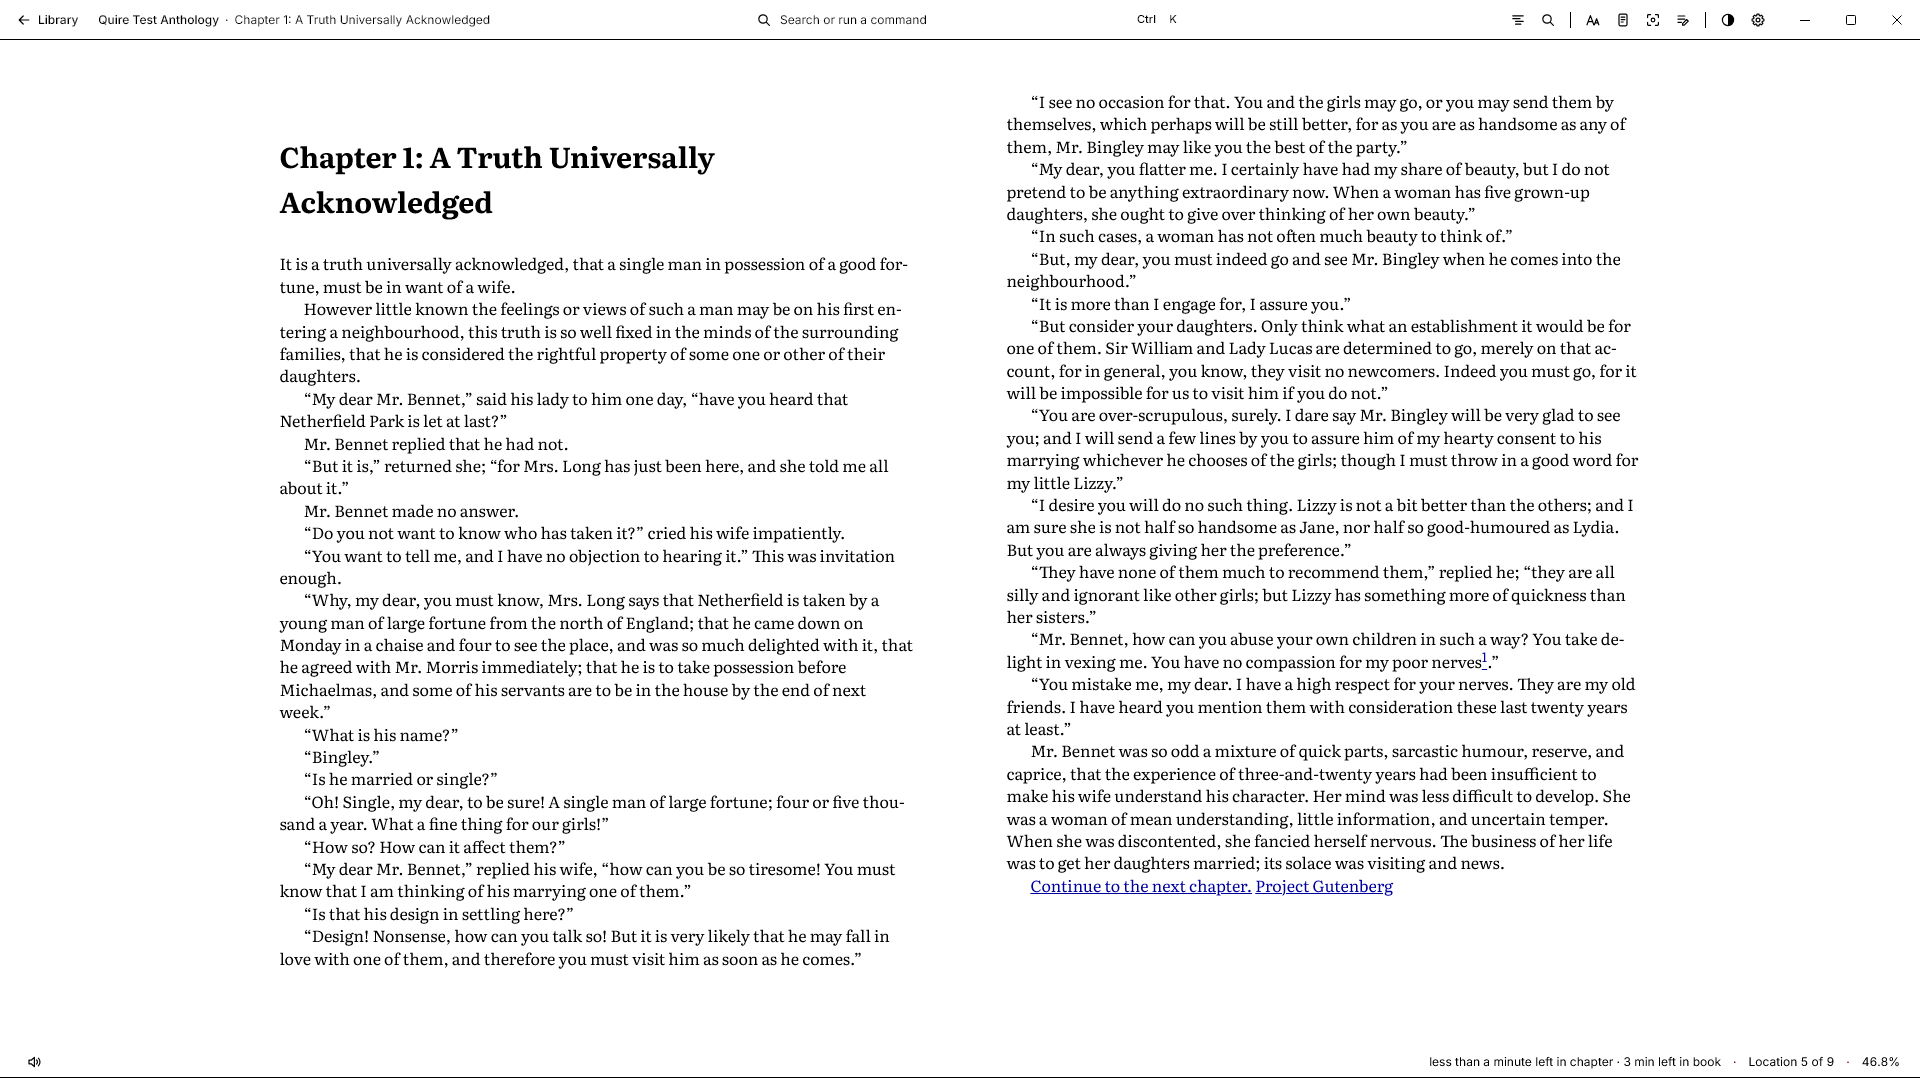 Library
Quire Test Anthology · Chapter 1: A Truth Universally Acknowledged
Search or run a command
Ctrl K
Chapter 1: A Truth Universally
Acknowledged
It is a truth universally acknowledged, that a single man in possession of a good for-
tune, must be in want of a wife.
However little known the feelings or views of such a man may be on his first en-
tering a neighbourhood, this truth is so well fixed in the minds of the surrounding
families, that he is considered the rightful property of some one or other of their
daughters.
“My dear Mr. Bennet,” said his lady to him one day, “have you heard that
Netherfield Park is let at last?”
Mr. Bennet replied that he had not.
“But it is,” returned she; “for Mrs. Long has just been here, and she told me all
about it.”
Mr. Bennet made no answer.
“Do you not want to know who has taken it?” cried his wife impatiently.
“You want to tell me, and I have no objection to hearing it.” This was invitation
enough.
“Why, my dear, you must know, Mrs. Long says that Netherfield is taken by a
young man of large fortune from the north of England; that he came down on
Monday in a chaise and four to see the place, and was so much delighted with it, that
he agreed with Mr. Morris immediately; that he is to take possession before
Michaelmas, and some of his servants are to be in the house by the end of next
week.”
“What is his name?”
“Bingley.”
“Is he married or single?”
“Oh! Single, my dear, to be sure! A single man of large fortune; four or five thou-
sand a year. What a fine thing for our girls!”
“How so? How can it affect them?”
“My dear Mr. Bennet,” replied his wife, “how can you be so tiresome! You must
know that I am thinking of his marrying one of them.”
“Is that his design in settling here?”
“Design! Nonsense, how can you talk so! But it is very likely that he may fall in
love with one of them, and therefore you must visit him as soon as he comes.”
“I see no occasion for that. You and the girls may go, or you may send them by
themselves, which perhaps will be still better, for as you are as handsome as any of
them, Mr. Bingley may like you the best of the party.”
“My dear, you flatter me. I certainly have had my share of beauty, but I do not
pretend to be anything extraordinary now. When a woman has five grown-up
daughters, she ought to give over thinking of her own beauty.”
“In such cases, a woman has not often much beauty to think of.”
“But, my dear, you must indeed go and see Mr. Bingley when he comes into the
neighbourhood.”
“It is more than I engage for, I assure you.”
“But consider your daughters. Only think what an establishment it would be for
one of them. Sir William and Lady Lucas are determined to go, merely on that ac-
count, for in general, you know, they visit no newcomers. Indeed you must go, for it
will be impossible for us to visit him if you do not.”
“You are over-scrupulous, surely. I dare say Mr. Bingley will be very glad to see
you; and I will send a few lines by you to assure him of my hearty consent to his
marrying whichever he chooses of the girls; though I must throw in a good word for
my little Lizzy.”
“I desire you will do no such thing. Lizzy is not a bit better than the others; and I
am sure she is not half so handsome as Jane, nor half so good-humoured as Lydia.
But you are always giving her the preference.”
“They have none of them much to recommend them,” replied he; “they are all
silly and ignorant like other girls; but Lizzy has something more of quickness than
her sisters.”
“Mr. Bennet, how can you abuse your own children in such a way? You take de-
light in vexing me. You have no compassion for my poor nerves1.”
“You mistake me, my dear. I have a high respect for your nerves. They are my old
friends. I have heard you mention them with consideration these last twenty years
at least.”
Mr. Bennet was so odd a mixture of quick parts, sarcastic humour, reserve, and
caprice, that the experience of three-and-twenty years had been insufficient to
make his wife understand his character. Her mind was less difficult to develop. She
was a woman of mean understanding, little information, and uncertain temper.
When she was discontented, she fancied herself nervous. The business of her life
was to get her daughters married; its solace was visiting and news.
Continue to the next chapter. Project Gutenberg
less than a minute left in chapter · 3 min left in book · Location 5 of 9 · 46.8%